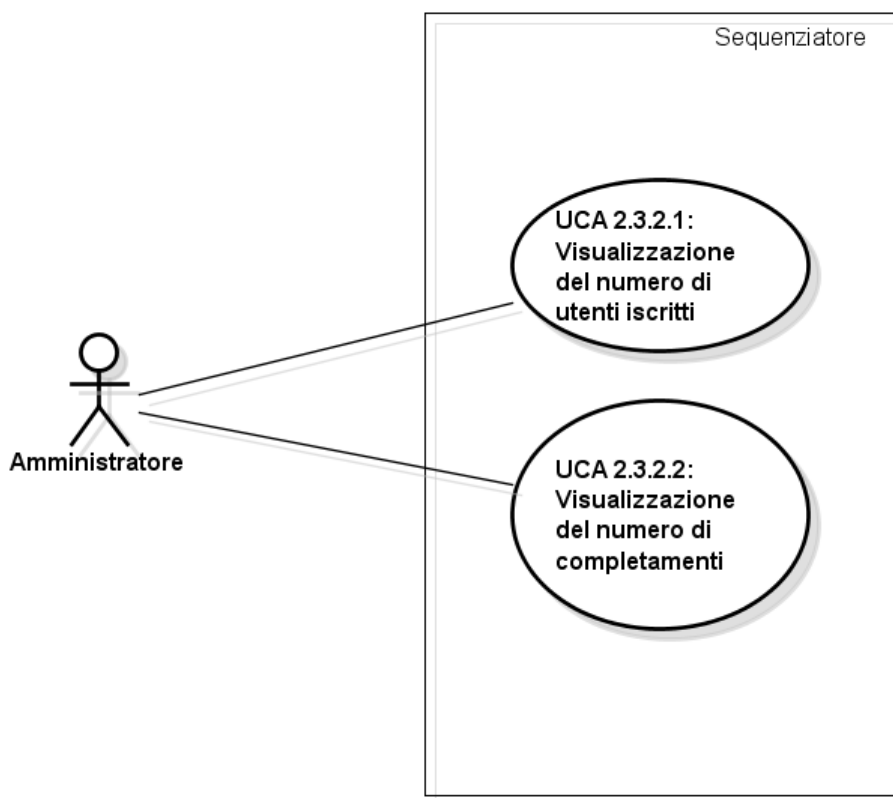 Sequenziatore
UCA 2.3.2.1:
Visualizzazione
del numero di
utenti iscritti
Amministratore
UCA 2.3.2.2:
Visualizzazione
del numero di
completamenti